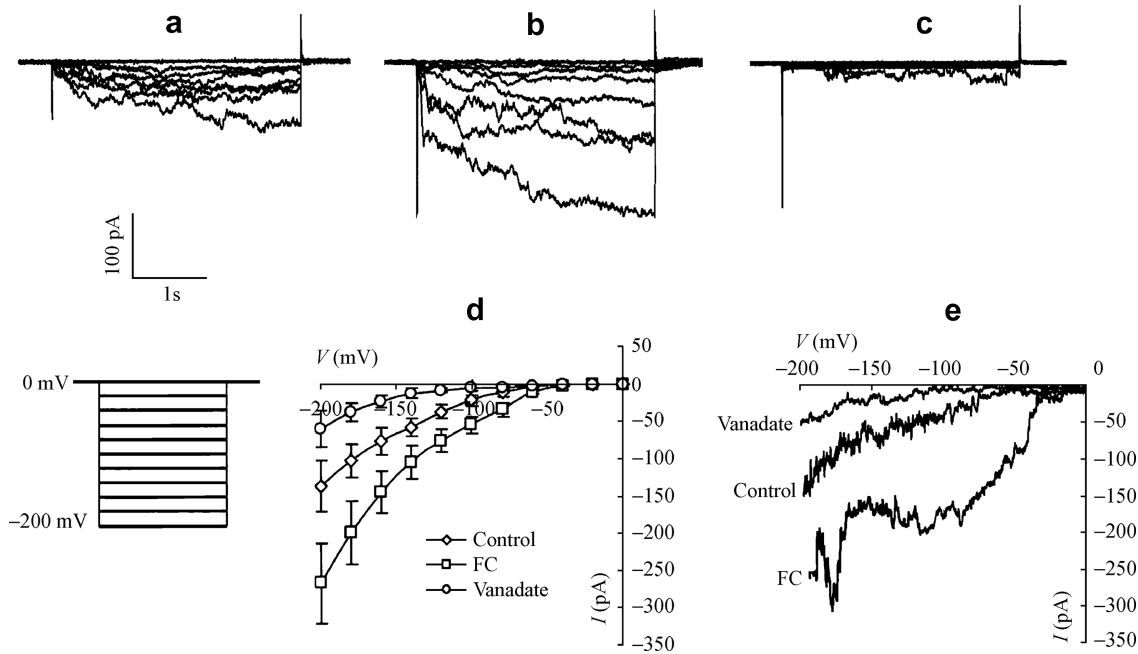 a b c
100 pA
1s
d e
0 mV
−200 mV
V (mV)
−200 −150 −100 −50
50
0
−50
−100
−150
−200
−250
−300
−350
I (pA)
Control
FC
Vanadate
V (mV)
−200 −150 −100 −50 0
0
−50
−100
−150
−200
−250
−300
−350
I (pA)
Vanadate
Control
FC